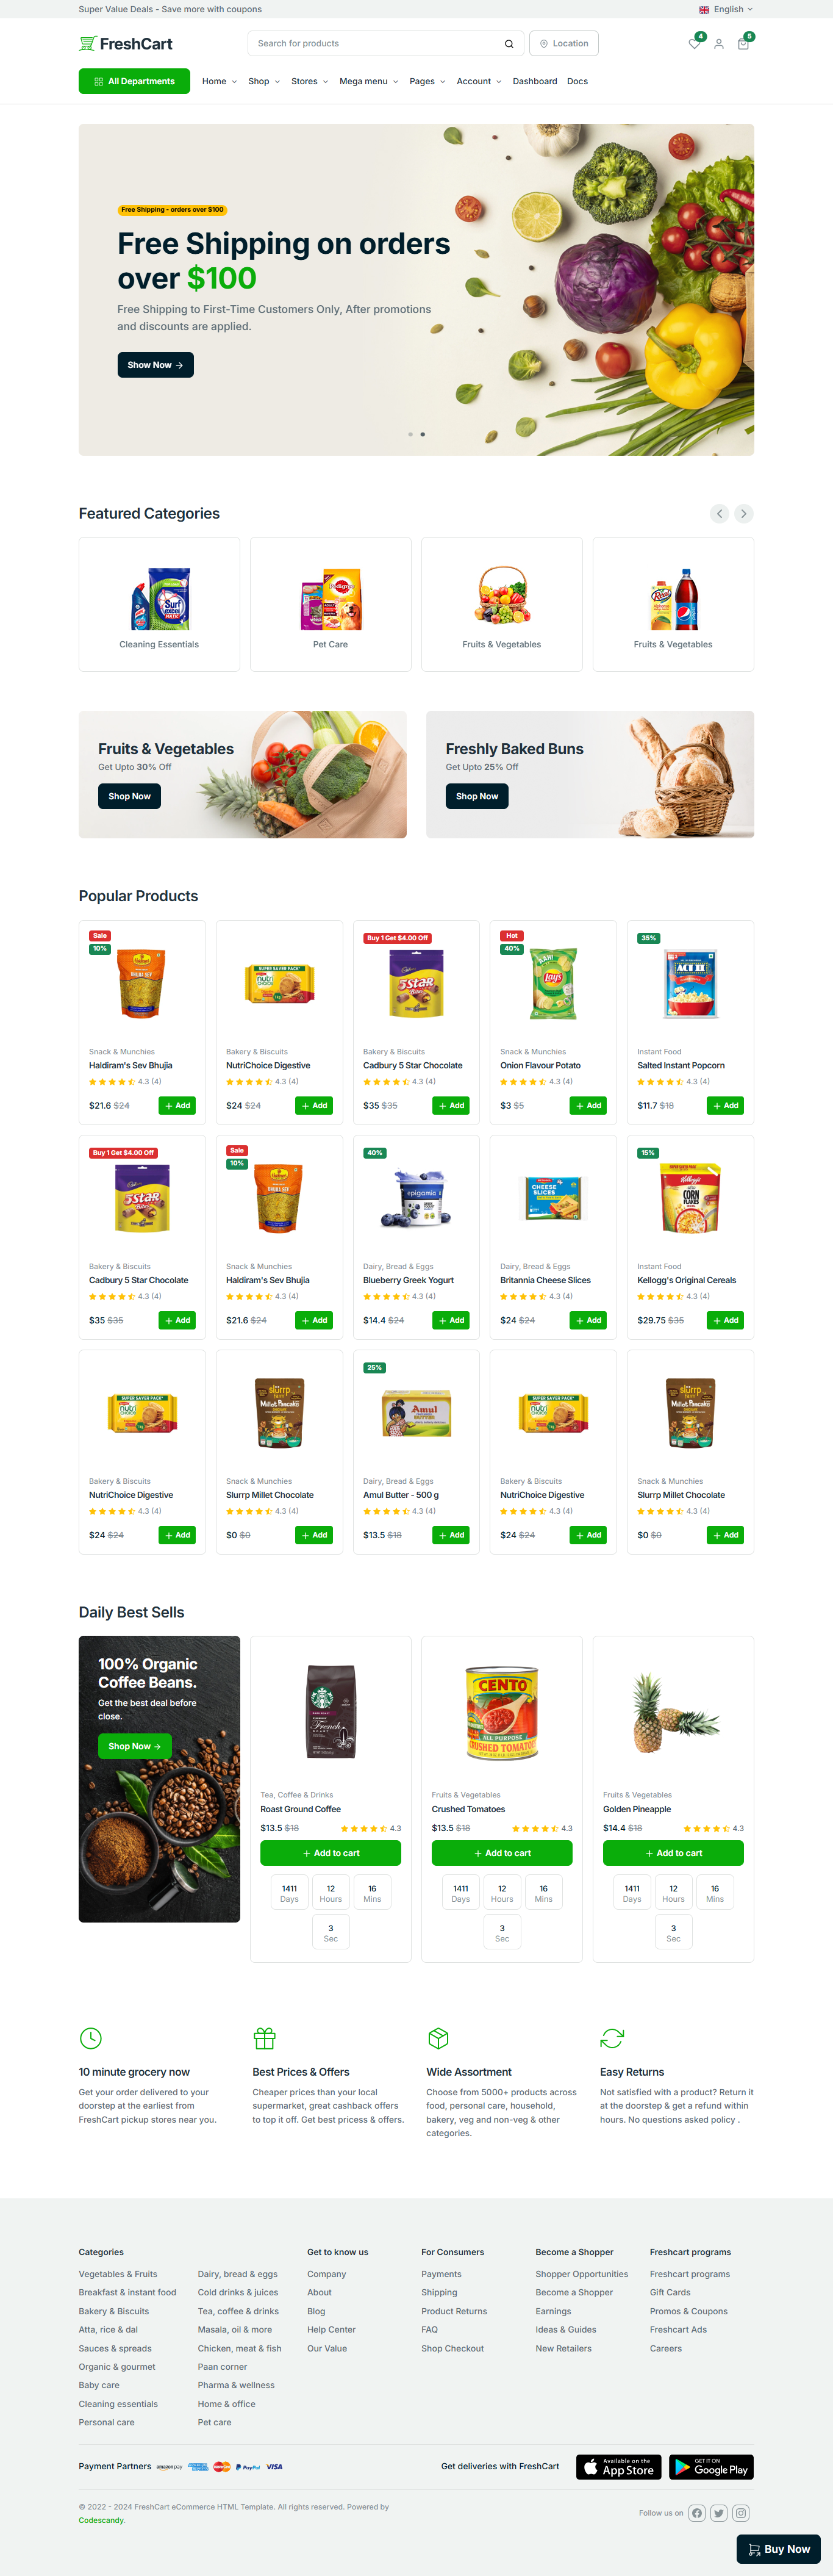 Super Value Deals - Save more with coupons
English
FreshCart
Search for products
Location
4
5
All Departments
Home
Shop
Stores
Mega menu
Pages
Account
Dashboard
Docs
Free Shipping - orders over $100
Free Shipping on orders
over $100
Free Shipping to First-Time Customers Only, After promotions
and discounts are applied.
Show Now →
Featured Categories
Cleaning Essentials
Pet Care
Fruits & Vegetables
Fruits & Vegetables
Fruits & Vegetables
Get Upto 30% Off
Shop Now
Freshly Baked Buns
Get Upto 25% Off
Shop Now
Popular Products
Sale
10%
Snack & Munchies
Haldiram's Sev Bhujia
4.3 (4)
$21.6 $24
+ Add
Bakery & Biscuits
NutriChoice Digestive
4.3 (4)
$24 $24
+ Add
Buy 1 Get $4.00 Off
Bakery & Biscuits
Cadbury 5 Star Chocolate
4.3 (4)
$35 $35
+ Add
Hot
40%
Snack & Munchies
Onion Flavour Potato
4.3 (4)
$3 $5
+ Add
35%
Instant Food
Salted Instant Popcorn
4.3 (4)
$11.7 $18
+ Add
Buy 1 Get $4.00 Off
Bakery & Biscuits
Cadbury 5 Star Chocolate
4.3 (4)
$35 $35
+ Add
Sale
10%
Snack & Munchies
Haldiram's Sev Bhujia
4.3 (4)
$21.6 $24
+ Add
40%
Dairy, Bread & Eggs
Blueberry Greek Yogurt
4.3 (4)
$14.4 $24
+ Add
Dairy, Bread & Eggs
Britannia Cheese Slices
4.3 (4)
$24 $24
+ Add
15%
Instant Food
Kellogg's Original Cereals
4.3 (4)
$29.75 $35
+ Add
Bakery & Biscuits
NutriChoice Digestive
4.3 (4)
$24 $24
+ Add
Snack & Munchies
Slurrp Millet Chocolate
4.3 (4)
$0 $0
+ Add
25%
Dairy, Bread & Eggs
Amul Butter - 500 g
4.3 (4)
$13.5 $18
+ Add
Bakery & Biscuits
NutriChoice Digestive
4.3 (4)
$24 $24
+ Add
Snack & Munchies
Slurrp Millet Chocolate
4.3 (4)
$0 $0
+ Add
Daily Best Sells
100% Organic
Coffee Beans.
Get the best deal before
close.
Shop Now →
Tea, Coffee & Drinks
Roast Ground Coffee
$13.5 $18
4.3
+ Add to cart
1411 Days
12 Hours
16 Mins
3 Sec
CENTO
ALL PURPOSE
CRUSHED TOMATOES
Fruits & Vegetables
Crushed Tomatoes
$13.5 $18
4.3
+ Add to cart
1411 Days
12 Hours
16 Mins
3 Sec
Fruits & Vegetables
Golden Pineapple
$14.4 $18
4.3
+ Add to cart
1411 Days
12 Hours
16 Mins
3 Sec
10 minute grocery now
Get your order delivered to your
doorstep at the earliest from
FreshCart pickup stores near you.
Best Prices & Offers
Cheaper prices than your local
supermarket, great cashback offers
to top it off. Get best pricess & offers.
Wide Assortment
Choose from 5000+ products across
food, personal care, household,
bakery, veg and non-veg & other
categories.
Easy Returns
Not satisfied with a product? Return it
at the doorstep & get a refund within
hours. No questions asked policy .
Categories
Vegetables & Fruits
Breakfast & instant food
Bakery & Biscuits
Atta, rice & dal
Sauces & spreads
Organic & gourmet
Baby care
Cleaning essentials
Personal care
Dairy, bread & eggs
Cold drinks & juices
Tea, coffee & drinks
Masala, oil & more
Chicken, meat & fish
Paan corner
Pharma & wellness
Home & office
Pet care
Get to know us
Company
About
Blog
Help Center
Our Value
For Consumers
Payments
Shipping
Product Returns
FAQ
Shop Checkout
Become a Shopper
Shopper Opportunities
Become a Shopper
Earnings
Ideas & Guides
New Retailers
Freshcart programs
Freshcart programs
Gift Cards
Promos & Coupons
Freshcart Ads
Careers
Payment Partners
amazon pay
PayPal
VISA
Get deliveries with FreshCart
Available on the
App Store
GET IT ON
Google Play
© 2022 - 2024 FreshCart eCommerce HTML Template. All rights reserved. Powered by
Codescandy.
Follow us on
Buy Now